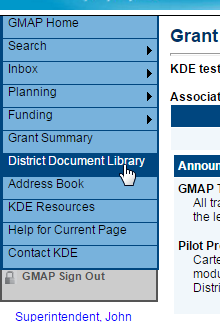 GMAP Home
Search
Inbox
Planning
Funding
Grant Summary
District Document Library
Address Book
KDE Resources
Help for Current Page
Contact KDE
GMAP Sign Out
Superintendent, John
Grant
KDE test
Associat
Announ
GMAP T
All tra
the le
Pilot Pr
Carte
modu
Distri